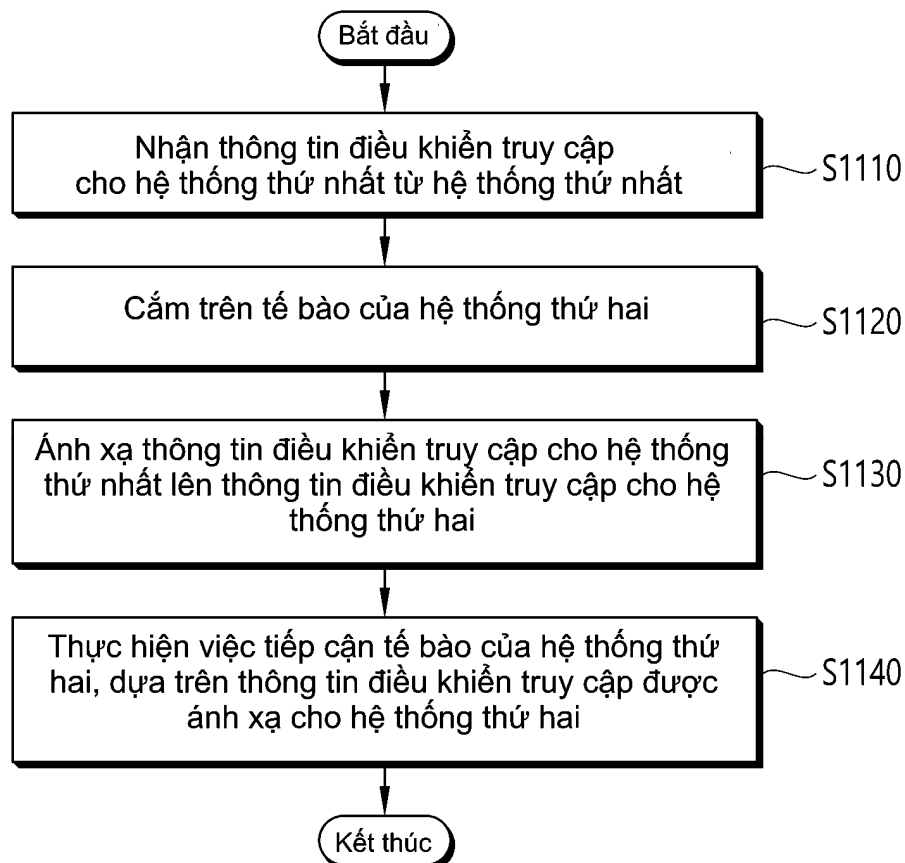 Bắt đầu
Nhận thông tin điều khiển truy cập
cho hệ thống thứ nhất từ hệ thống thứ nhất
S1110
Cắm trên tế bào của hệ thống thứ hai
S1120
Ánh xạ thông tin điều khiển truy cập cho hệ thống
thứ nhất lên thông tin điều khiển truy cập cho hệ
thống thứ hai
S1130
Thực hiện việc tiếp cận tế bào của hệ thống thứ
hai, dựa trên thông tin điều khiển truy cập được
ánh xạ cho hệ thống thứ hai
S1140
Kết thúc